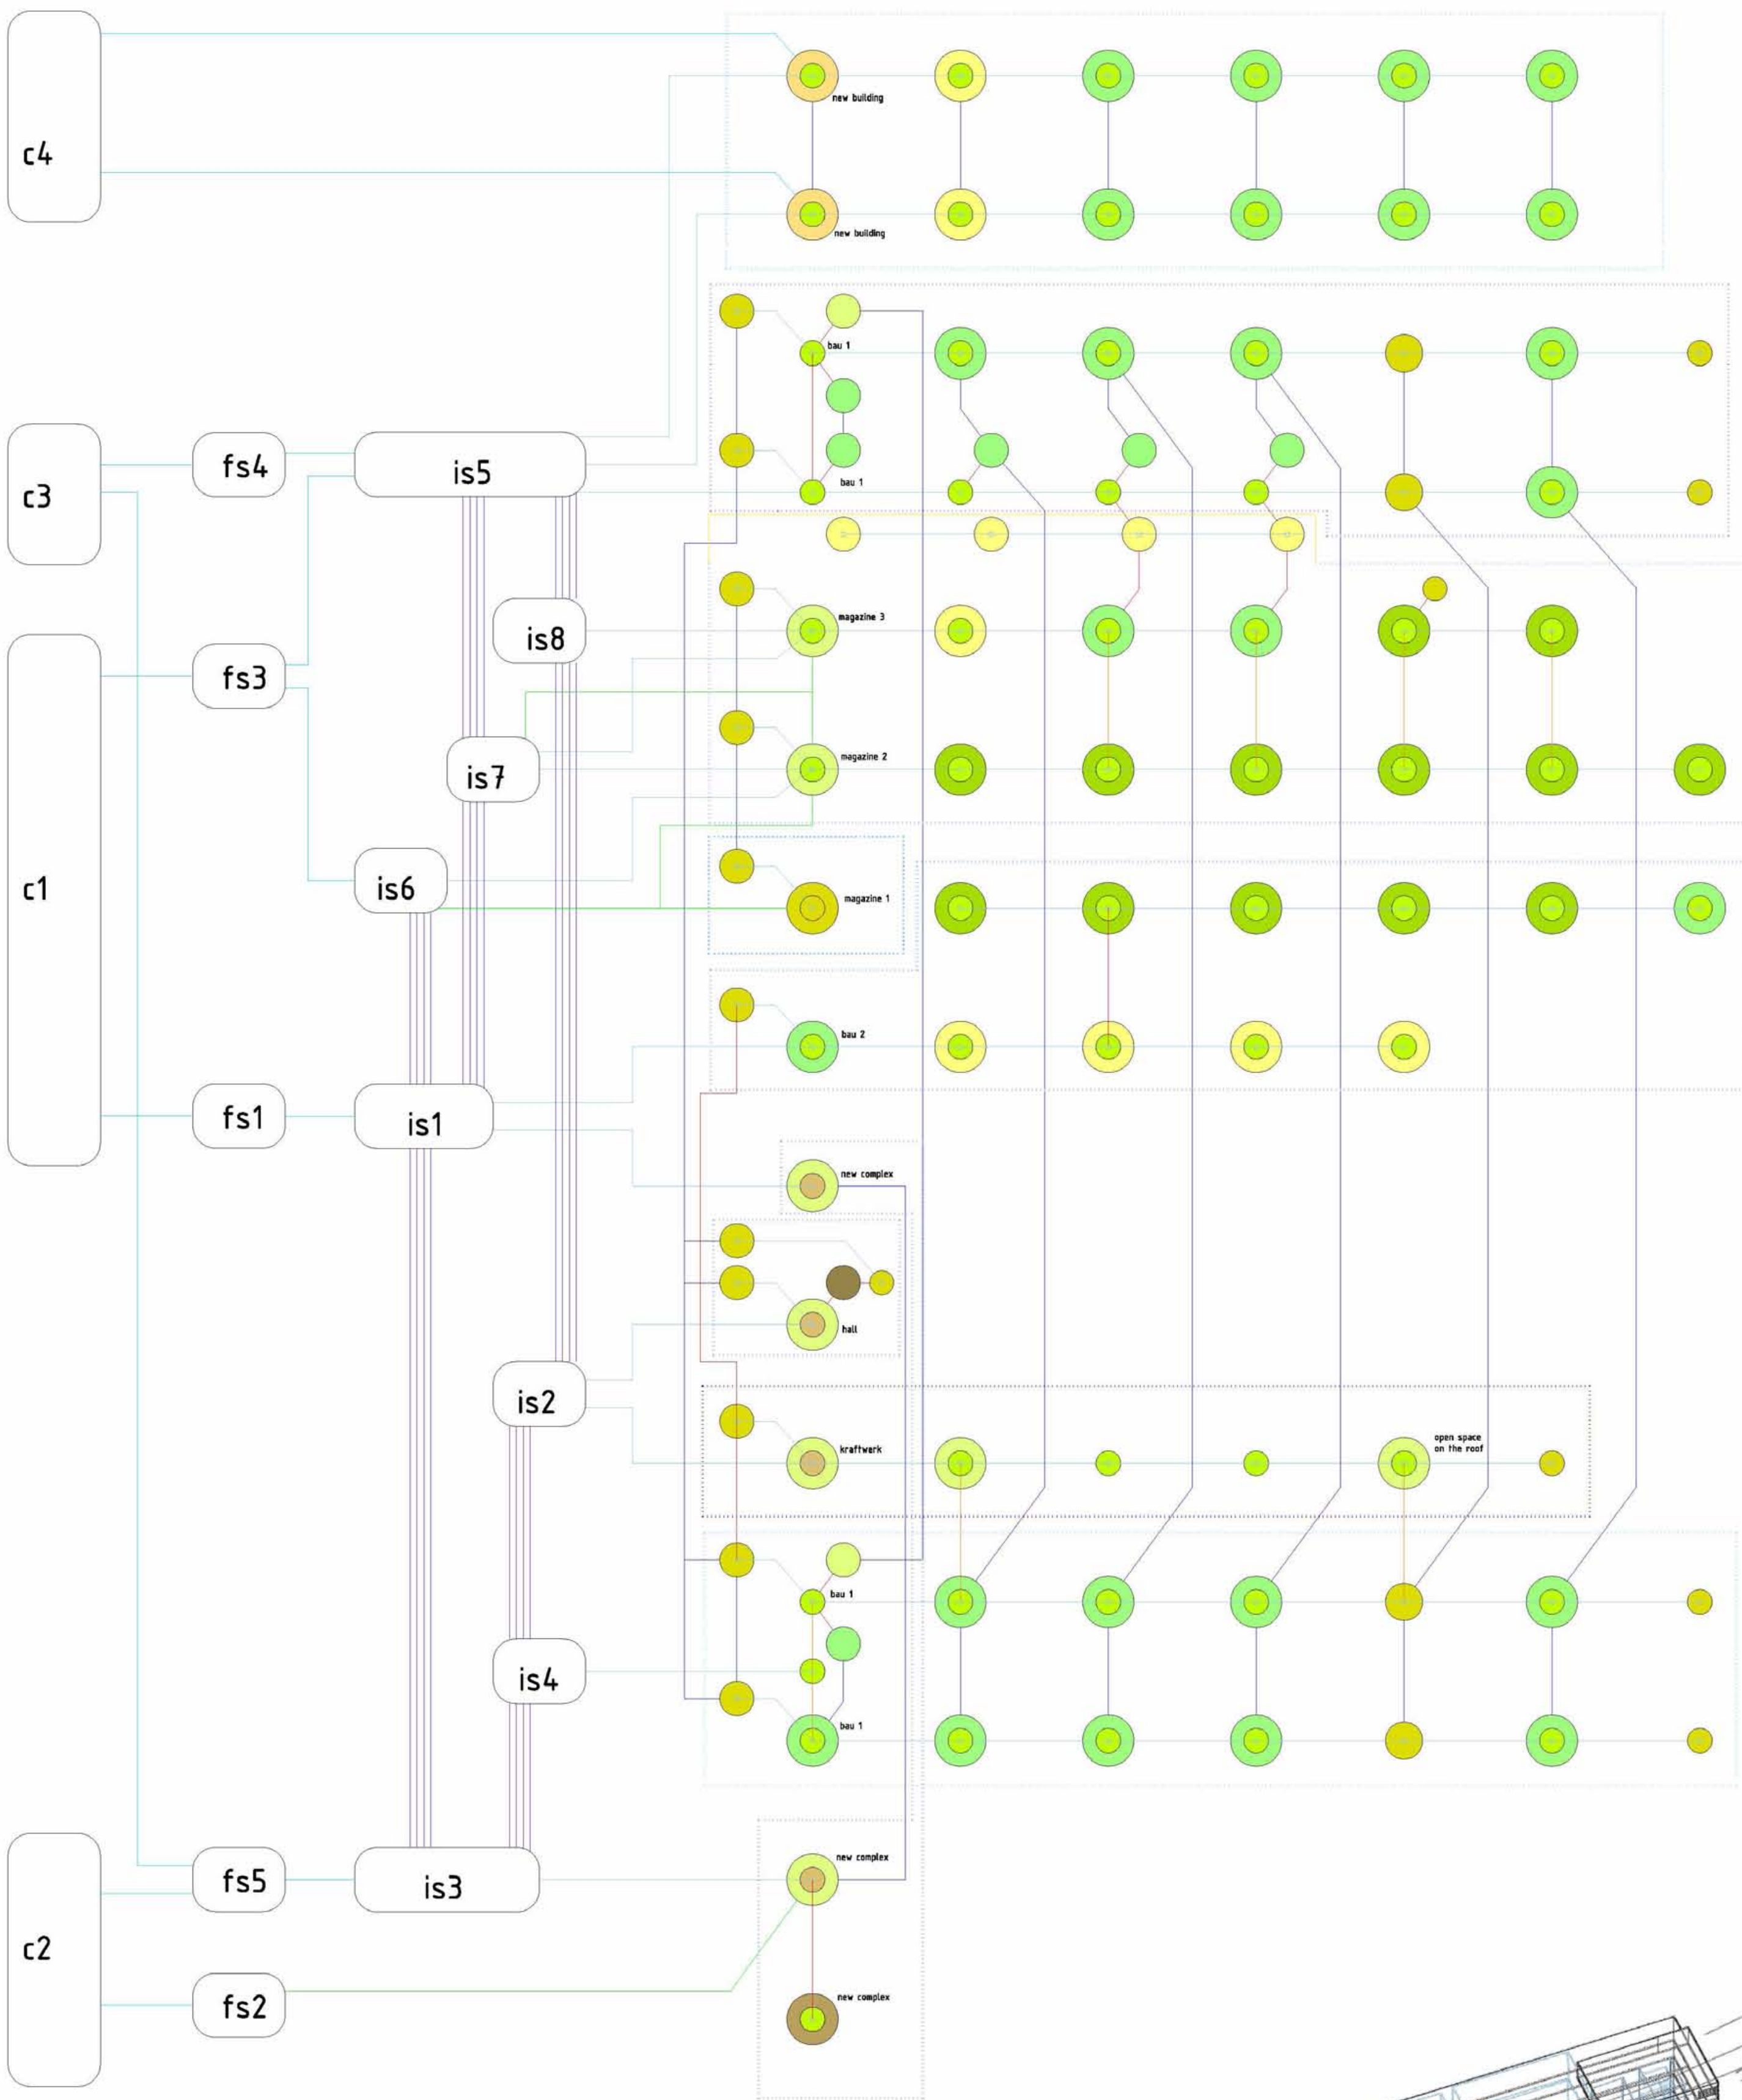 new building
c4
new building
bau 1
fs4
is5
bau 1
c3
magazine 3
is8
fs3
magazine 2
is7
c1
is6
magazine 1
bau 2
fs1
is1
new complex
hall
is2
open space
on the roof
kraftwerk
bau 1
is4
bau 1
new complex
fs5
is3
c2
new complex
fs2